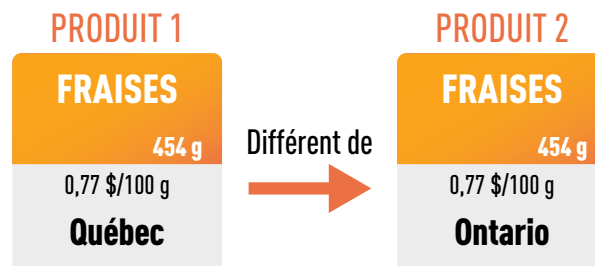 PRODUIT 1
FRAISES
454 g
0,77 $/100 g
Québec
Différent de
PRODUIT 2
FRAISES
454 g
0,77 $/100 g
Ontario